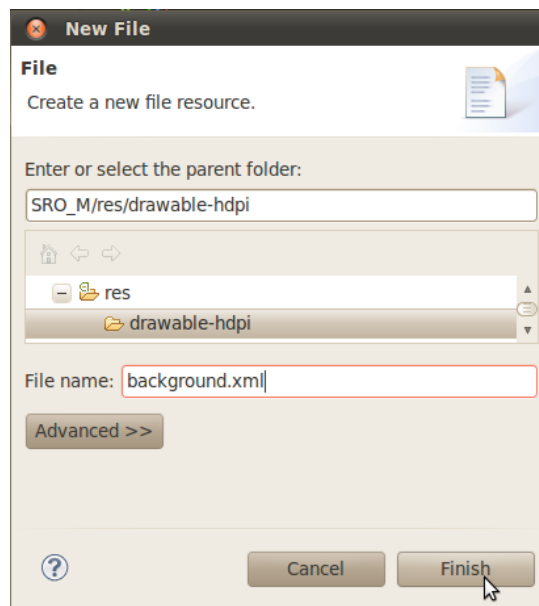 New File
File
Create a new file resource.
Enter or select the parent folder:
SRO_M/res/drawable-hdpi
res
drawable-hdpi
File name: background.xml
Advanced >>
?
Cancel Finish